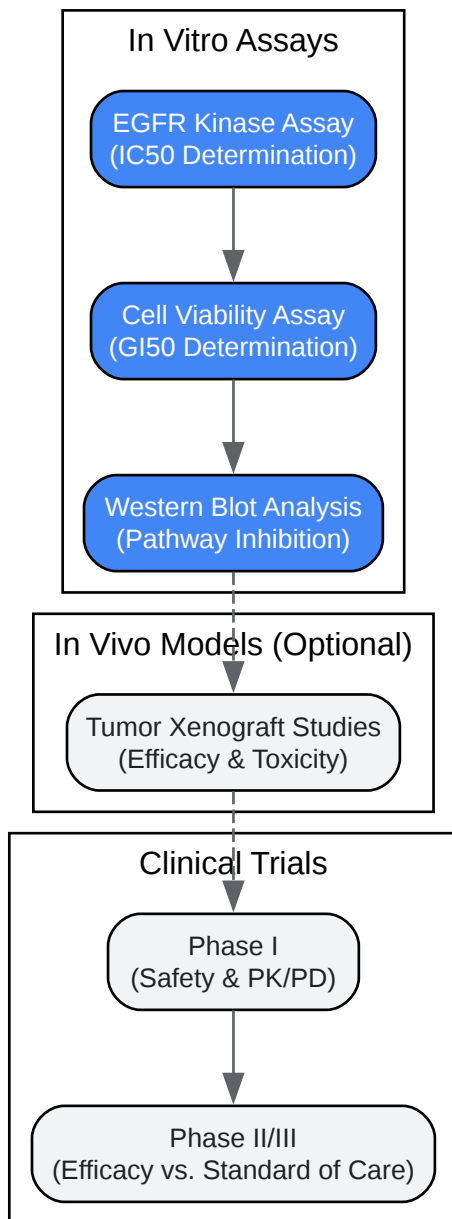 In Vitro Assays
EGFR Kinase Assay
(IC50 Determination)
Cell Viability Assay
(GI50 Determination)
Western Blot Analysis
(Pathway Inhibition)
In Vivo Models (Optional)
Tumor Xenograft Studies
(Efficacy & Toxicity)
Clinical Trials
Phase I
(Safety & PK/PD)
Phase II/III
(Efficacy vs. Standard of Care)